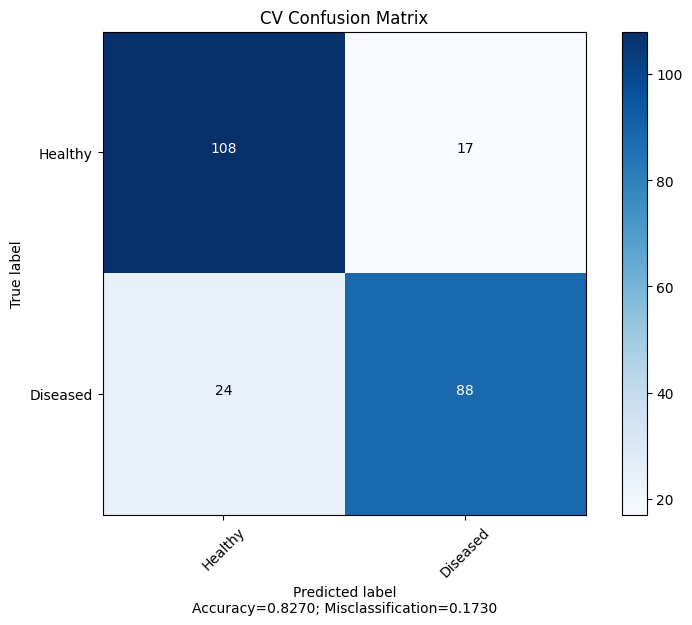 CV Confusion Matrix
Healthy
108
17
100
80
60
40
20
True label
Diseased
24
88
Healthy
Diseased
Predicted label
Accuracy=0.8270; Misclassification=0.1730